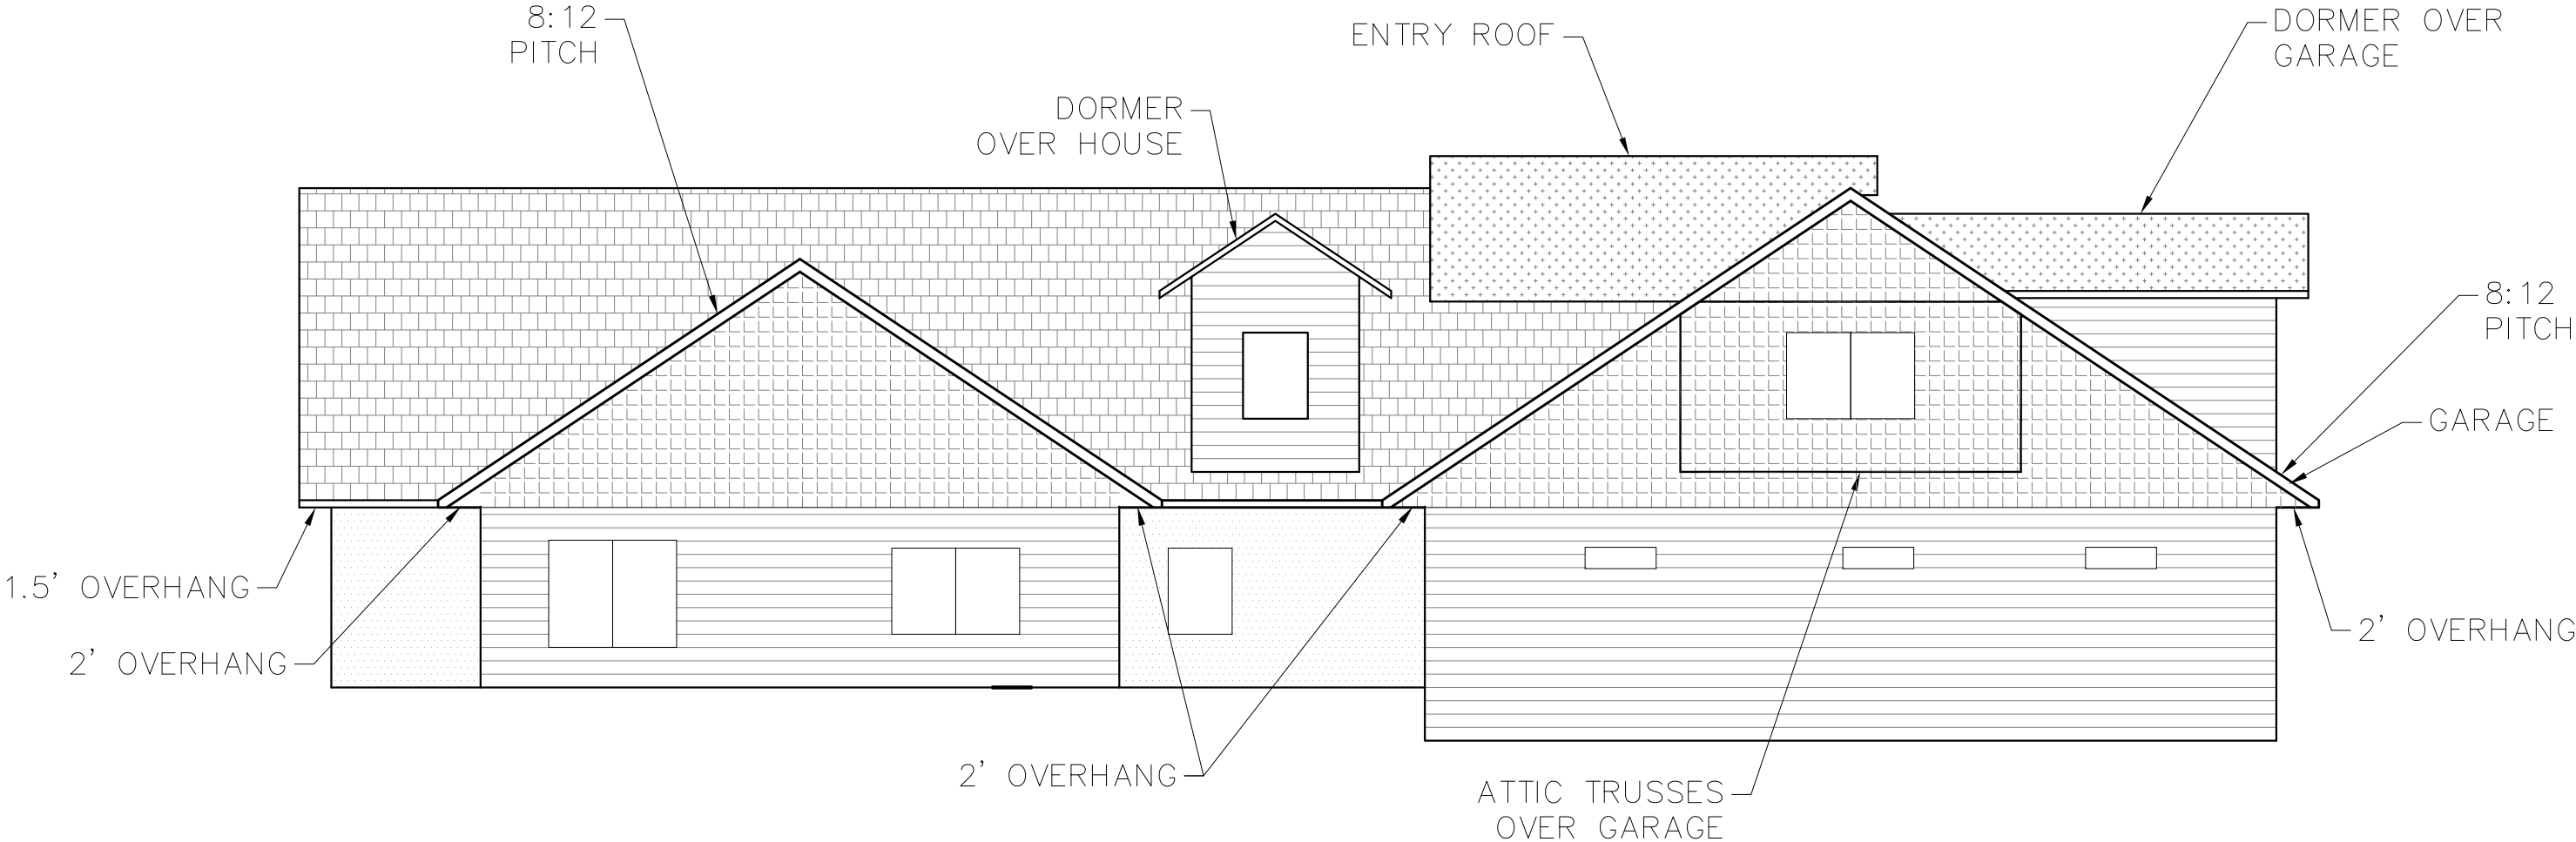 8:12
PITCH
ENTRY ROOF
DORMER OVER
GARAGE
DORMER
OVER HOUSE
8:12
PITCH
GARAGE
1.5' OVERHANG
2' OVERHANG
2' OVERHANG
2' OVERHANG
ATTIC TRUSSES
OVER GARAGE